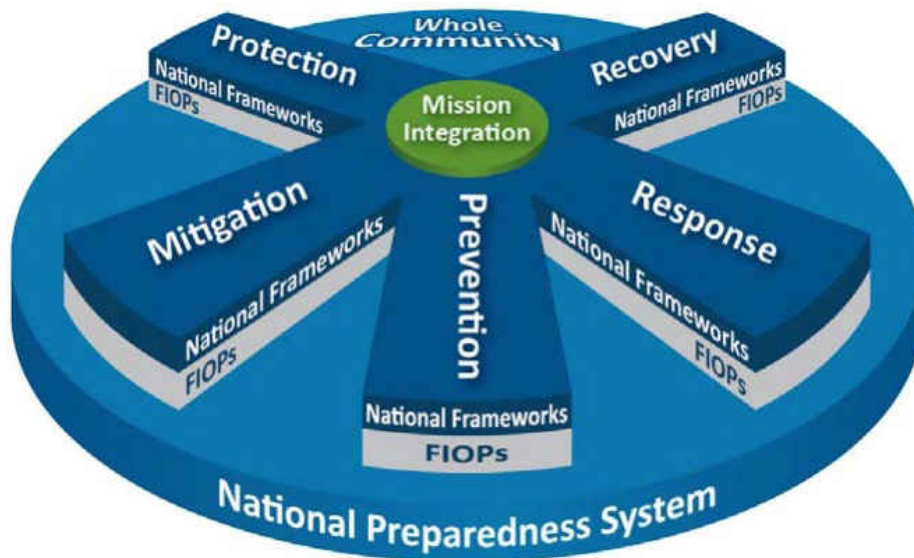 Whole
Community
Protection
National Frameworks
FIOPs
Recovery
National Frameworks
FIOPs
Mission
Integration
Mitigation
National Frameworks
FIOPs
Prevention
National Frameworks
FIOPs
Response
National Frameworks
FIOPs
National Preparedness System